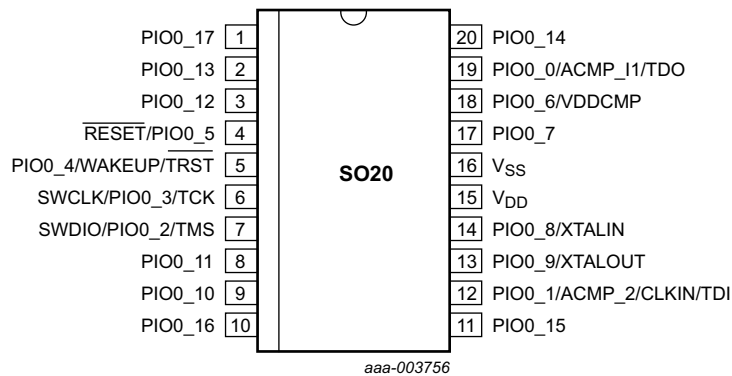 PIO0_17 1 20 PIO0_14
PIO0_13 2 19 PIO0_0/ACMP_I1/TDO
PIO0_12 3 18 PIO0_6/VDDCMP
RESET/PIO0_5 4 17 PIO0_7
PIO0_4/WAKEUP/TRST 5 16 VSS
SO20
SWCLK/PIO0_3/TCK 6 15 VDD
SWDIO/PIO0_2/TMS 7 14 PIO0_8/XTALIN
PIO0_11 8 13 PIO0_9/XTALOUT
PIO0_10 9 12 PIO0_1/ACMP_2/CLKIN/TDI
PIO0_16 10 11 PIO0_15
aaa-003756